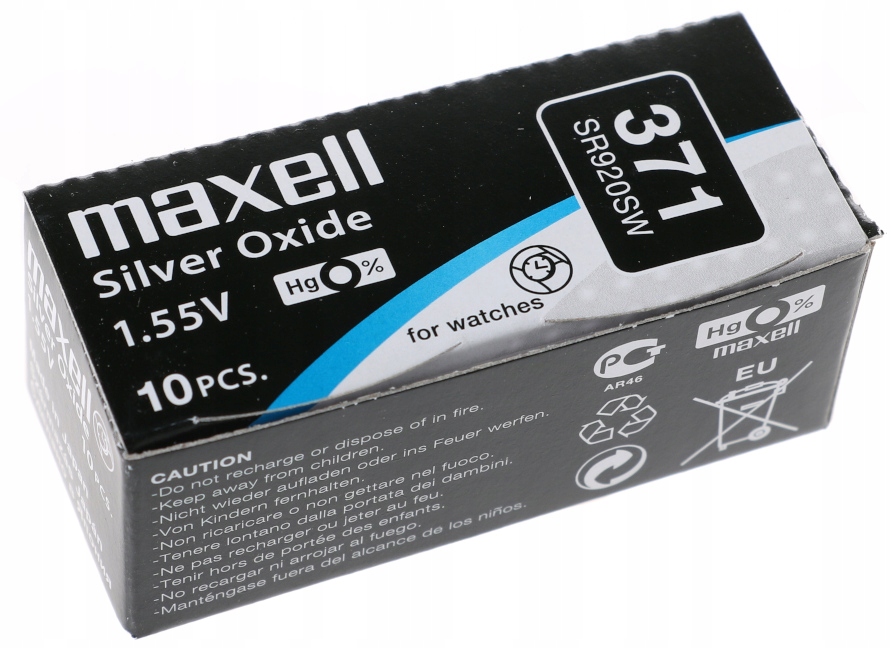 maxell
Silver Oxide
Hg 0%
1.55V
10 PCS.
for watches
371
SR920SW
CAUTION
-Do not recharge or dispose of in fire.
-Keep away from children.
-Nicht wieder aufladen oder ins Feuer werfen.
-Von Kindern fernhalten.
-Non ricaricare o non gettare nel fuoco.
-Tenere lontano dalla portata dei bambini.
-Ne pas recharger ou jeter au feu.
-Tenir hors de portée des enfants.
-No recargar ni arrojar al fuego.
-Manténgase fuera del alcance de los niños.
PG
AR46
Hg 0%
maxell
EU
maxell